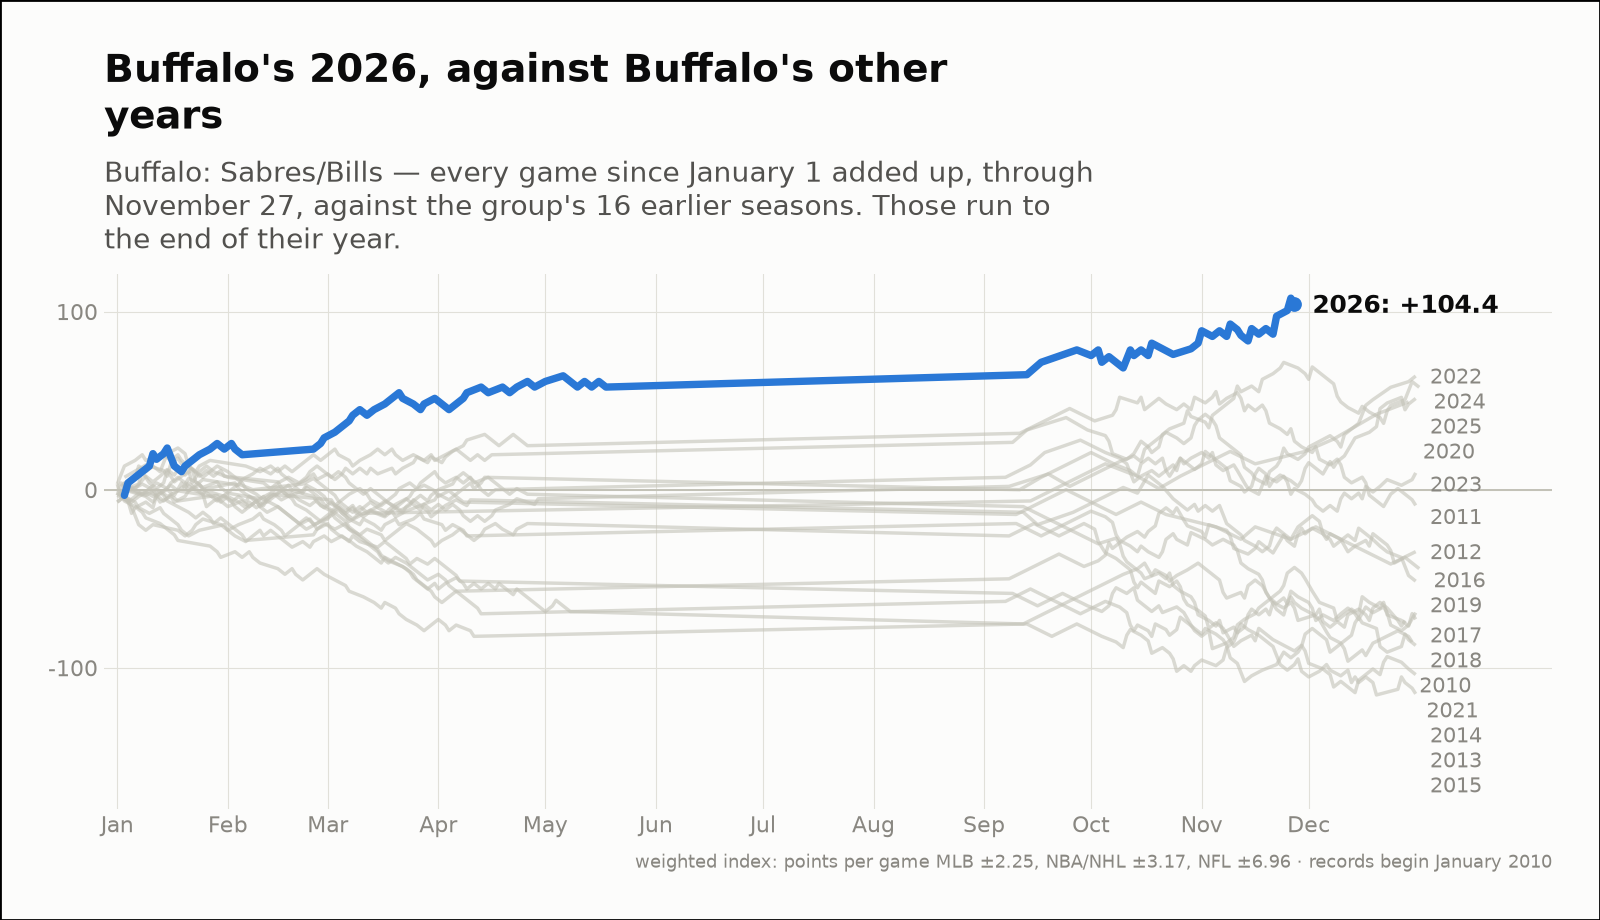 Buffalo's 2026, against Buffalo's other
years
Buffalo: Sabres/Bills — every game since January 1 added up, through
November 27, against the group's 16 earlier seasons. Those run to
the end of their year.
100
2026: +104.4
2022
2024
2025
2020
0
2023
2011
2012
2016
2019
2017
2018
-100
2010
2021
2014
2013
2015
Jan Feb Mar Apr May Jun Jul Aug Sep Oct Nov Dec
weighted index: points per game MLB ±2.25, NBA/NHL ±3.17, NFL ±6.96 · records begin January 2010